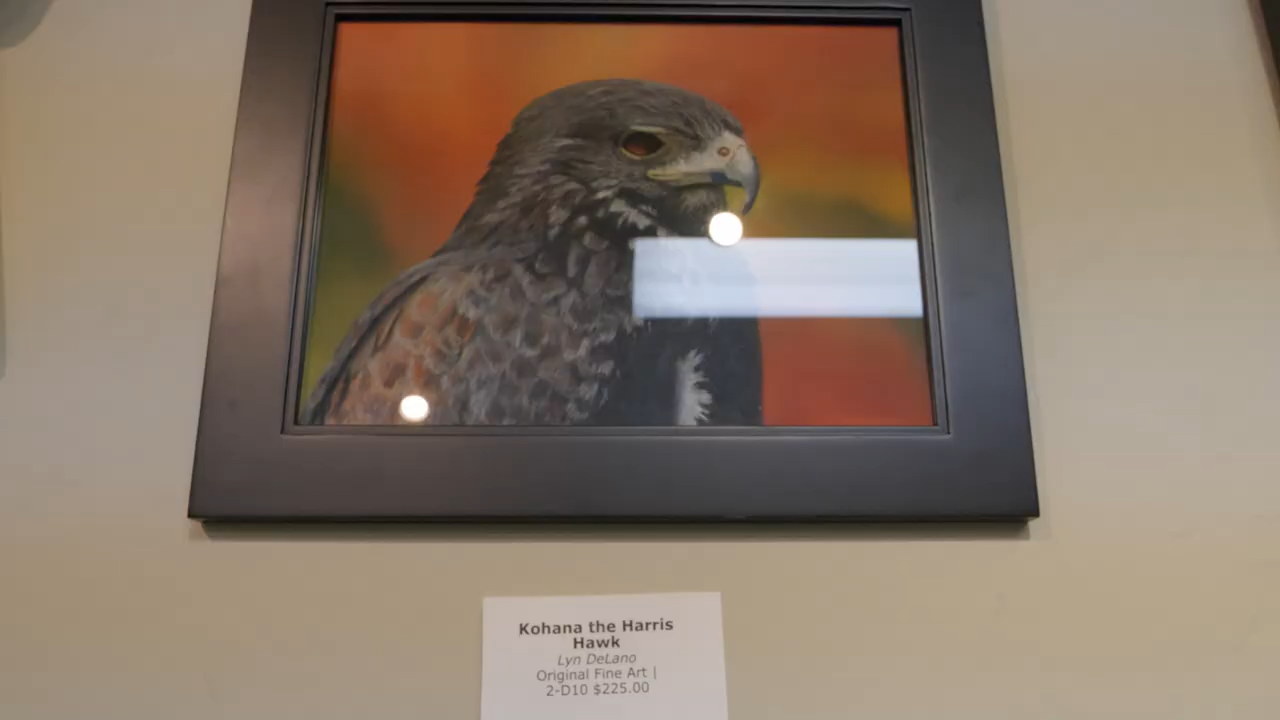 Kohana the Harris
Hawk
Lyn DeLano
Original Fine Art |
2-D10 $225.00